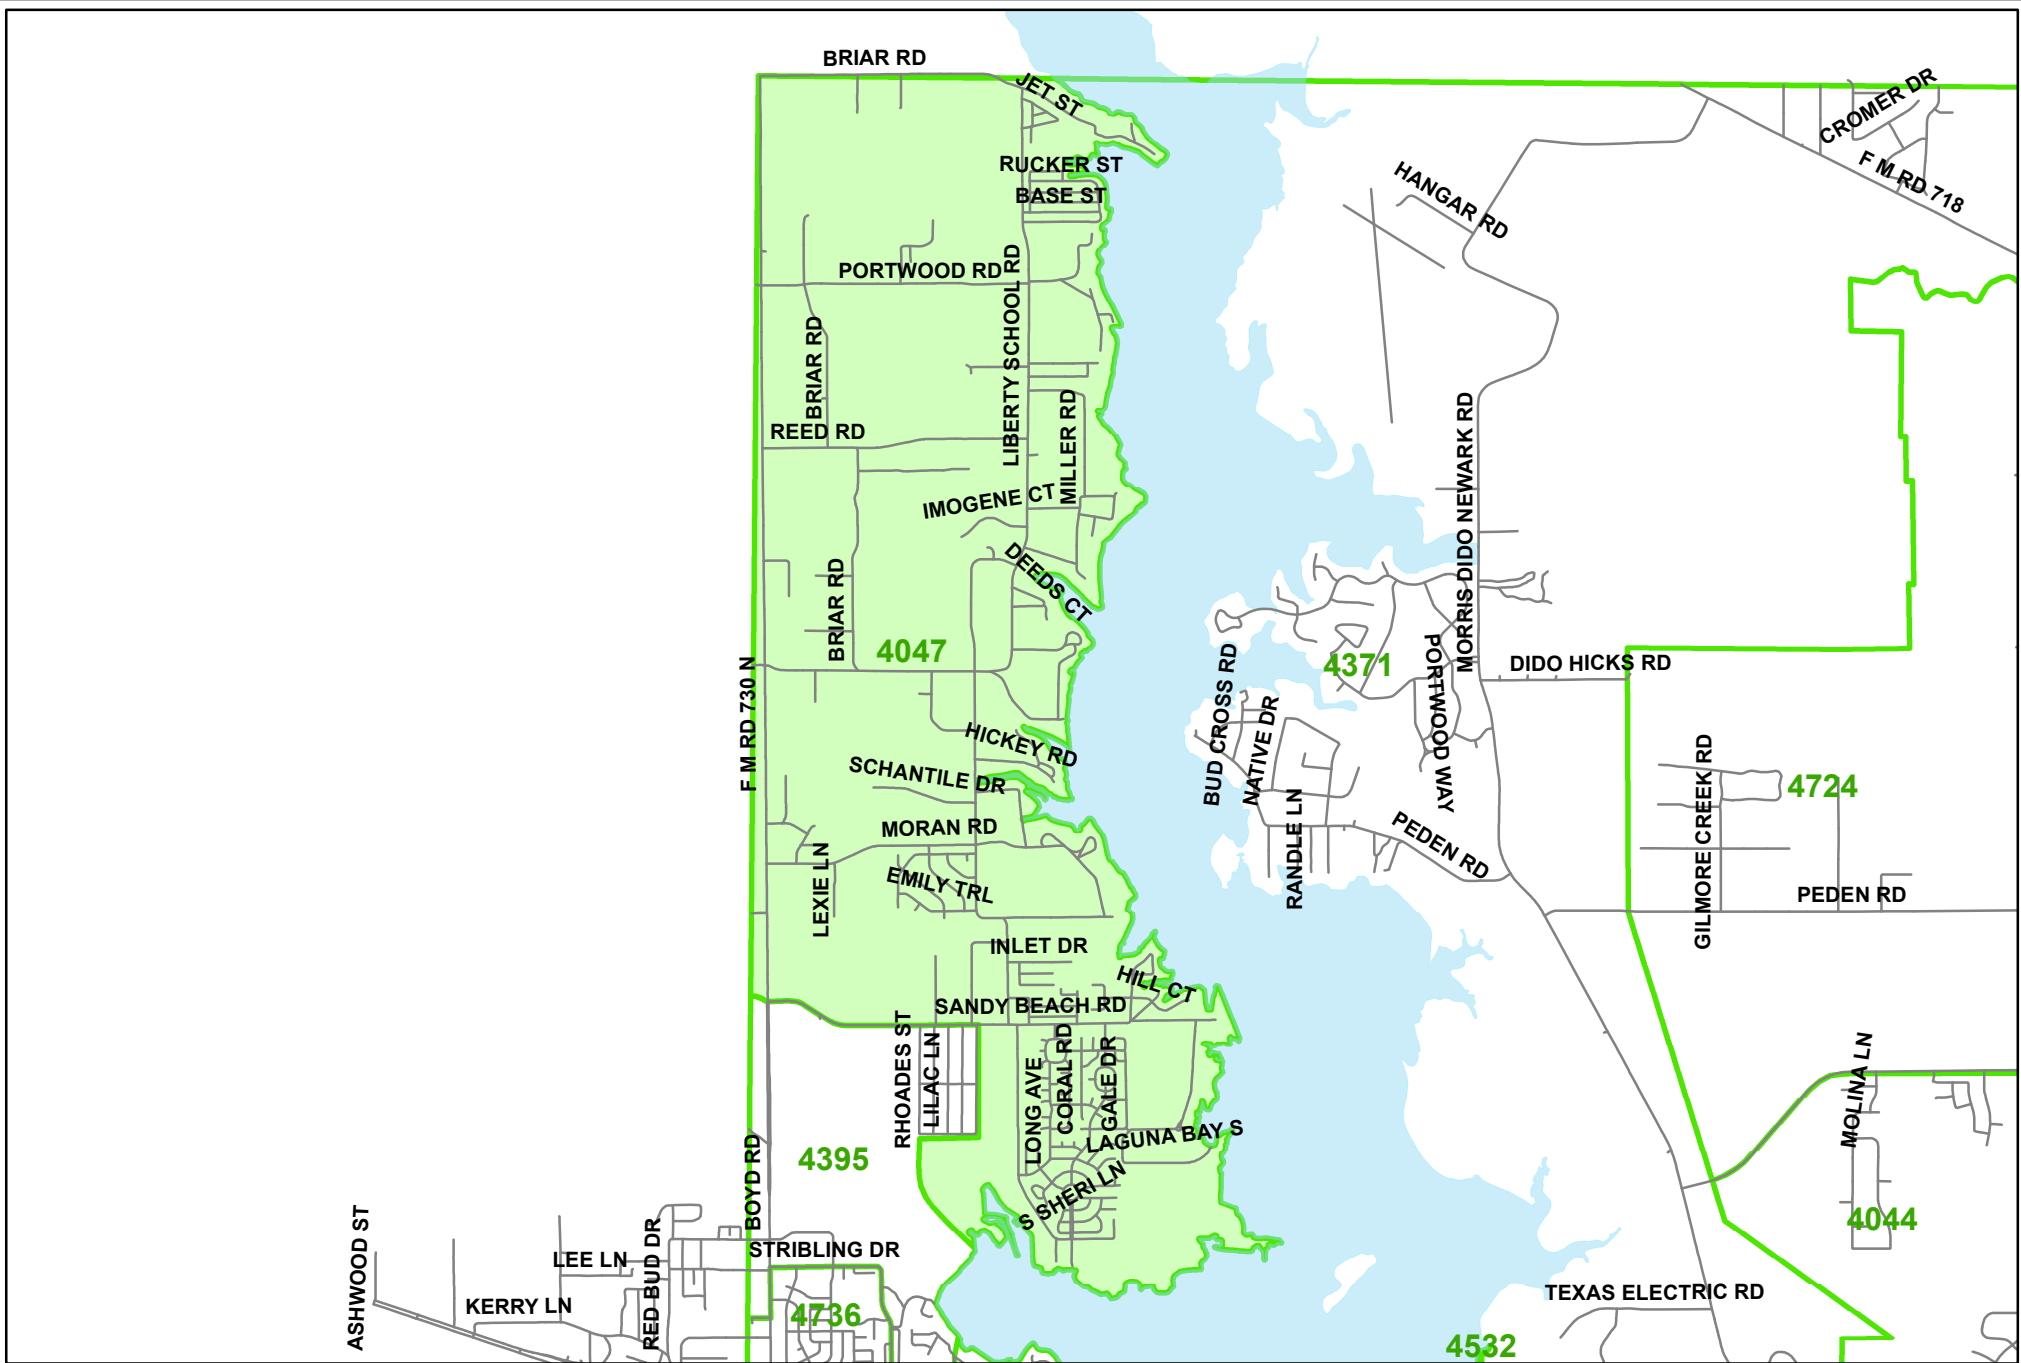 BRIAR RD
JET ST
CROMER DR
RUCKER ST
F M RD 718
BASE ST
HANGAR RD
PORTWOOD RD
LIBERTY SCHOOL RD
BRIAR RD
REED RD
MILLER RD
MORRIS DIDO NEWARK RD
IMOGENE CT
DEEDS CT
BRIAR RD
4047
4371
DIDO HICKS RD
PORTWOOD WAY
BUD CROSS RD
F M RD 730 N
NATIVE DR
HICKEY RD
SCHANTILE DR
GILMORE CREEK RD
4724
MORAN RD
RANDLE LN
PEDEN RD
LEXIE LN
EMILY TRL
PEDEN RD
INLET DR
HILL CT
SANDY BEACH RD
RHOADES ST
LILAC LN
LONG AVE
CORAL RD
GALE DR
MOLINA LN
LAGUNA BAY S
4395
BOYD RD
S SHERI LN
4044
ASHWOOD ST
LEE LN
RED BUD DR
STRIBLING DR
KERRY LN
4736
TEXAS ELECTRIC RD
4532